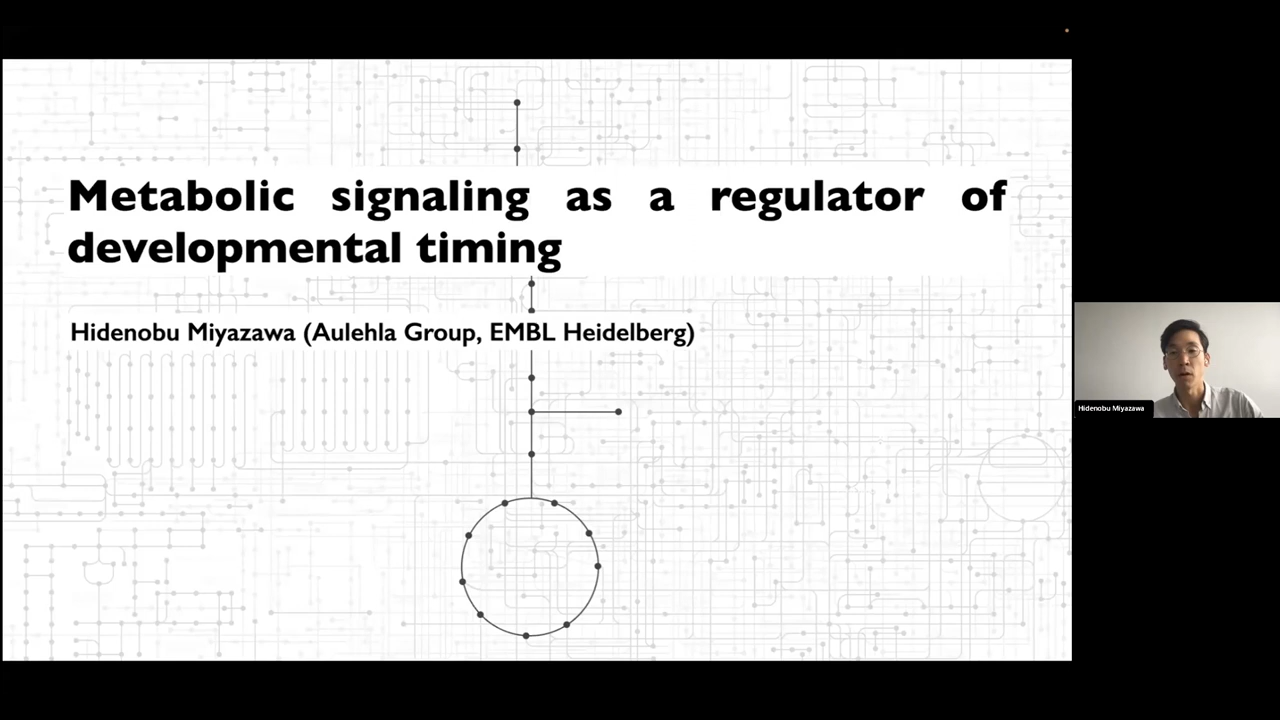 Metabolic signaling as a regulator of
developmental timing
Hidenobu Miyazawa (Aulehla Group, EMBL Heidelberg)
Hidenobu Miyazawa